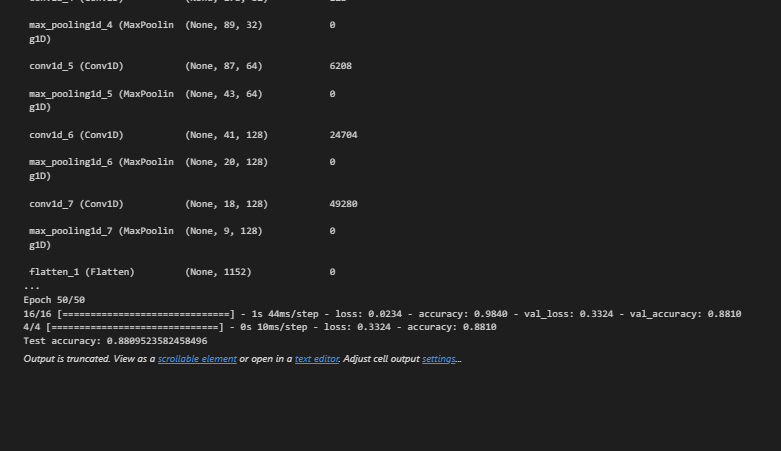 max_pooling1d_4 (MaxPoolin (None, 89, 32) 0
g1D)
conv1d_5 (Conv1D) (None, 87, 64) 6208
max_pooling1d_5 (MaxPoolin (None, 43, 64) 0
g1D)
conv1d_6 (Conv1D) (None, 41, 128) 24704
max_pooling1d_6 (MaxPoolin (None, 20, 128) 0
g1D)
conv1d_7 (Conv1D) (None, 18, 128) 49280
max_pooling1d_7 (MaxPoolin (None, 9, 128) 0
g1D)
flatten_1 (Flatten) (None, 1152) 0
...
Epoch 50/50
16/16 [==============================] - 1s 44ms/step - loss: 0.0234 - accuracy: 0.9840 - val_loss: 0.3324 - val_accuracy: 0.8810
4/4 [==============================] - 0s 10ms/step - loss: 0.3324 - accuracy: 0.8810
Test accuracy: 0.8809523582458496
Output is truncated. View as a scrollable element or open in a text editor. Adjust cell output settings...